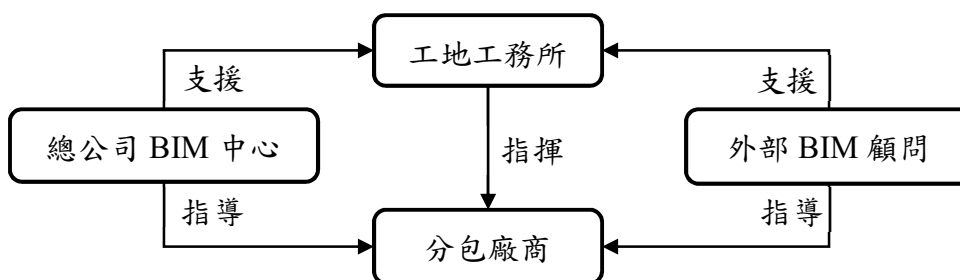 工地工務所
支援
支援
總公司 BIM 中心
指揮
外部 BIM 顧問
指導
指導
分包廠商